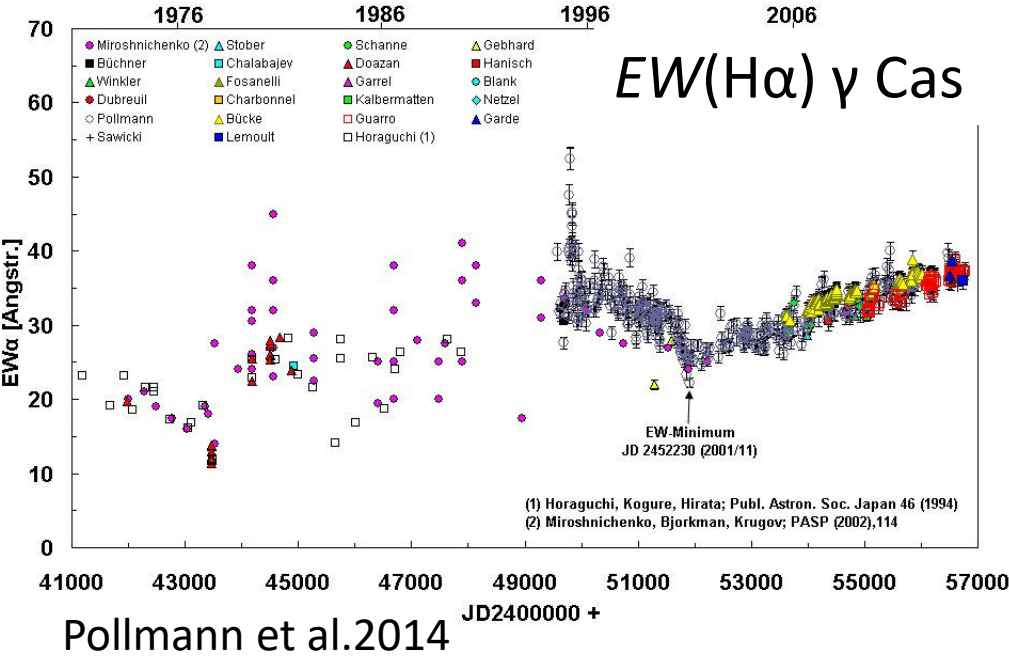 1976 1986 1996 2006
EW(Hα) γ Cas
Miroshnichenko (2) Stober Schanne Gebhard
Büchner Chalabajev Doazan Hanisch
Winkler Fosanelli Garrel Blank
Dubreuil Charbonnel Kalbermatten Netzel
Pollmann Bücke Guarro Garde
Sawicki Lemoult Horaguchi (1)
70
60
50
40
30
20
10
0
EWα [Angstr.]
EW-Minimum
JD 2452230 (2001/11)
(1) Horaguchi, Kogure, Hirata; Publ. Astron. Soc. Japan 46 (1994)
(2) Miroshnichenko, Bjorkman, Krugov; PASP (2002),114
41000 43000 45000 47000 49000 51000 53000 55000 57000
JD2400000 +
Pollmann et al.2014